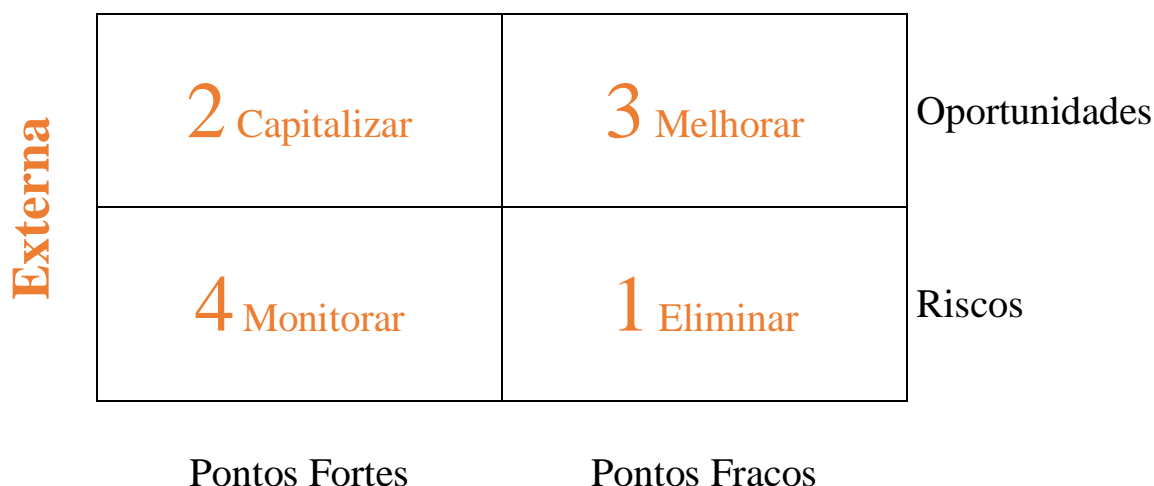 Externa
2 Capitalizar
3 Melhorar
Oportunidades
4 Monitorar
1 Eliminar
Riscos
Pontos Fortes
Pontos Fracos